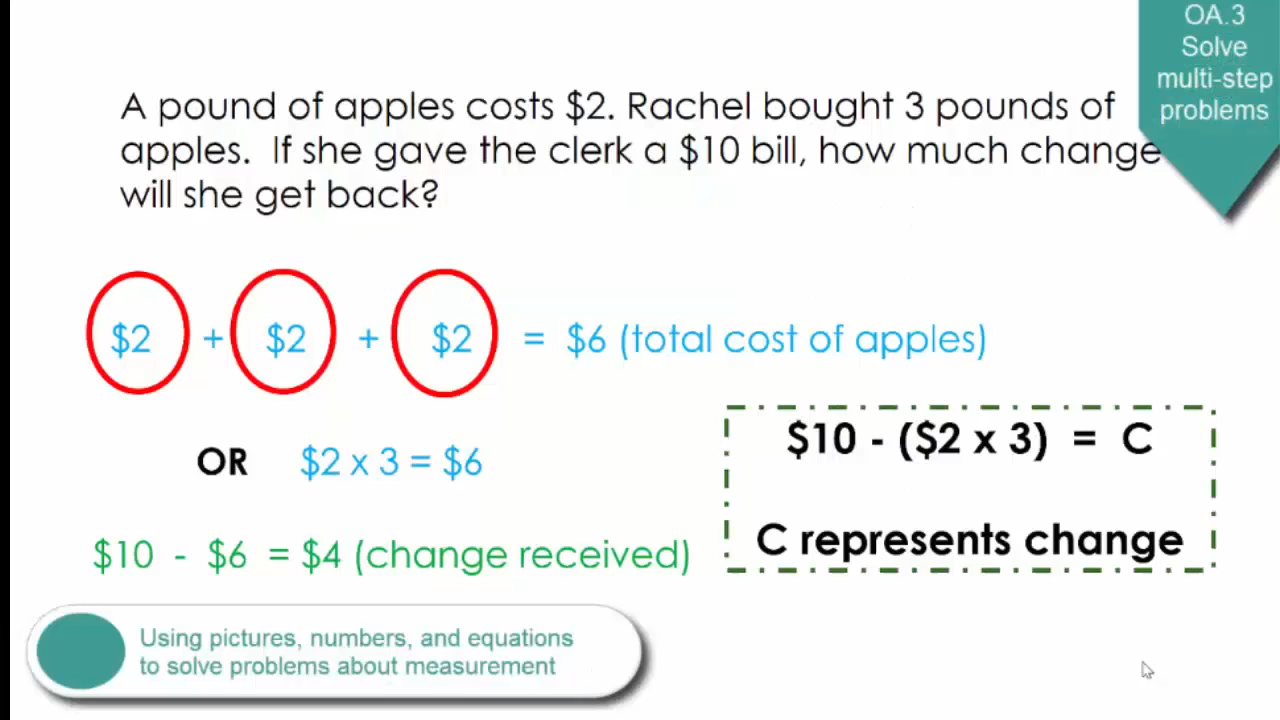 OA.3
Solve
multi-step
problems
A pound of apples costs $2. Rachel bought 3 pounds of
apples. If she gave the clerk a $10 bill, how much change
will she get back?
$2 + $2 + $2 = $6 (total cost of apples)
OR $2 x 3 = $6
$10 - $6 = $4 (change received)
$10 - ($2 x 3) = C
C represents change
Using pictures, numbers, and equations
to solve problems about measurement